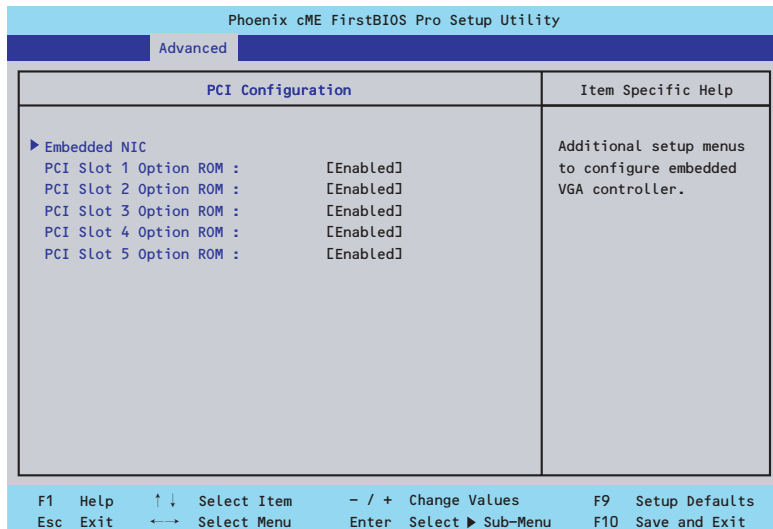 Phoenix cME FirstBIOS Pro Setup Utility
Advanced
PCI Configuration
Item Specific Help
▶ Embedded NIC
PCI Slot 1 Option ROM : [Enabled]
PCI Slot 2 Option ROM : [Enabled]
PCI Slot 3 Option ROM : [Enabled]
PCI Slot 4 Option ROM : [Enabled]
PCI Slot 5 Option ROM : [Enabled]
Additional setup menus
to configure embedded
VGA controller.
F1 Help ↑↓ Select Item - / + Change Values F9 Setup Defaults
Esc Exit ←→ Select Menu Enter Select ▶ Sub-Menu F10 Save and Exit